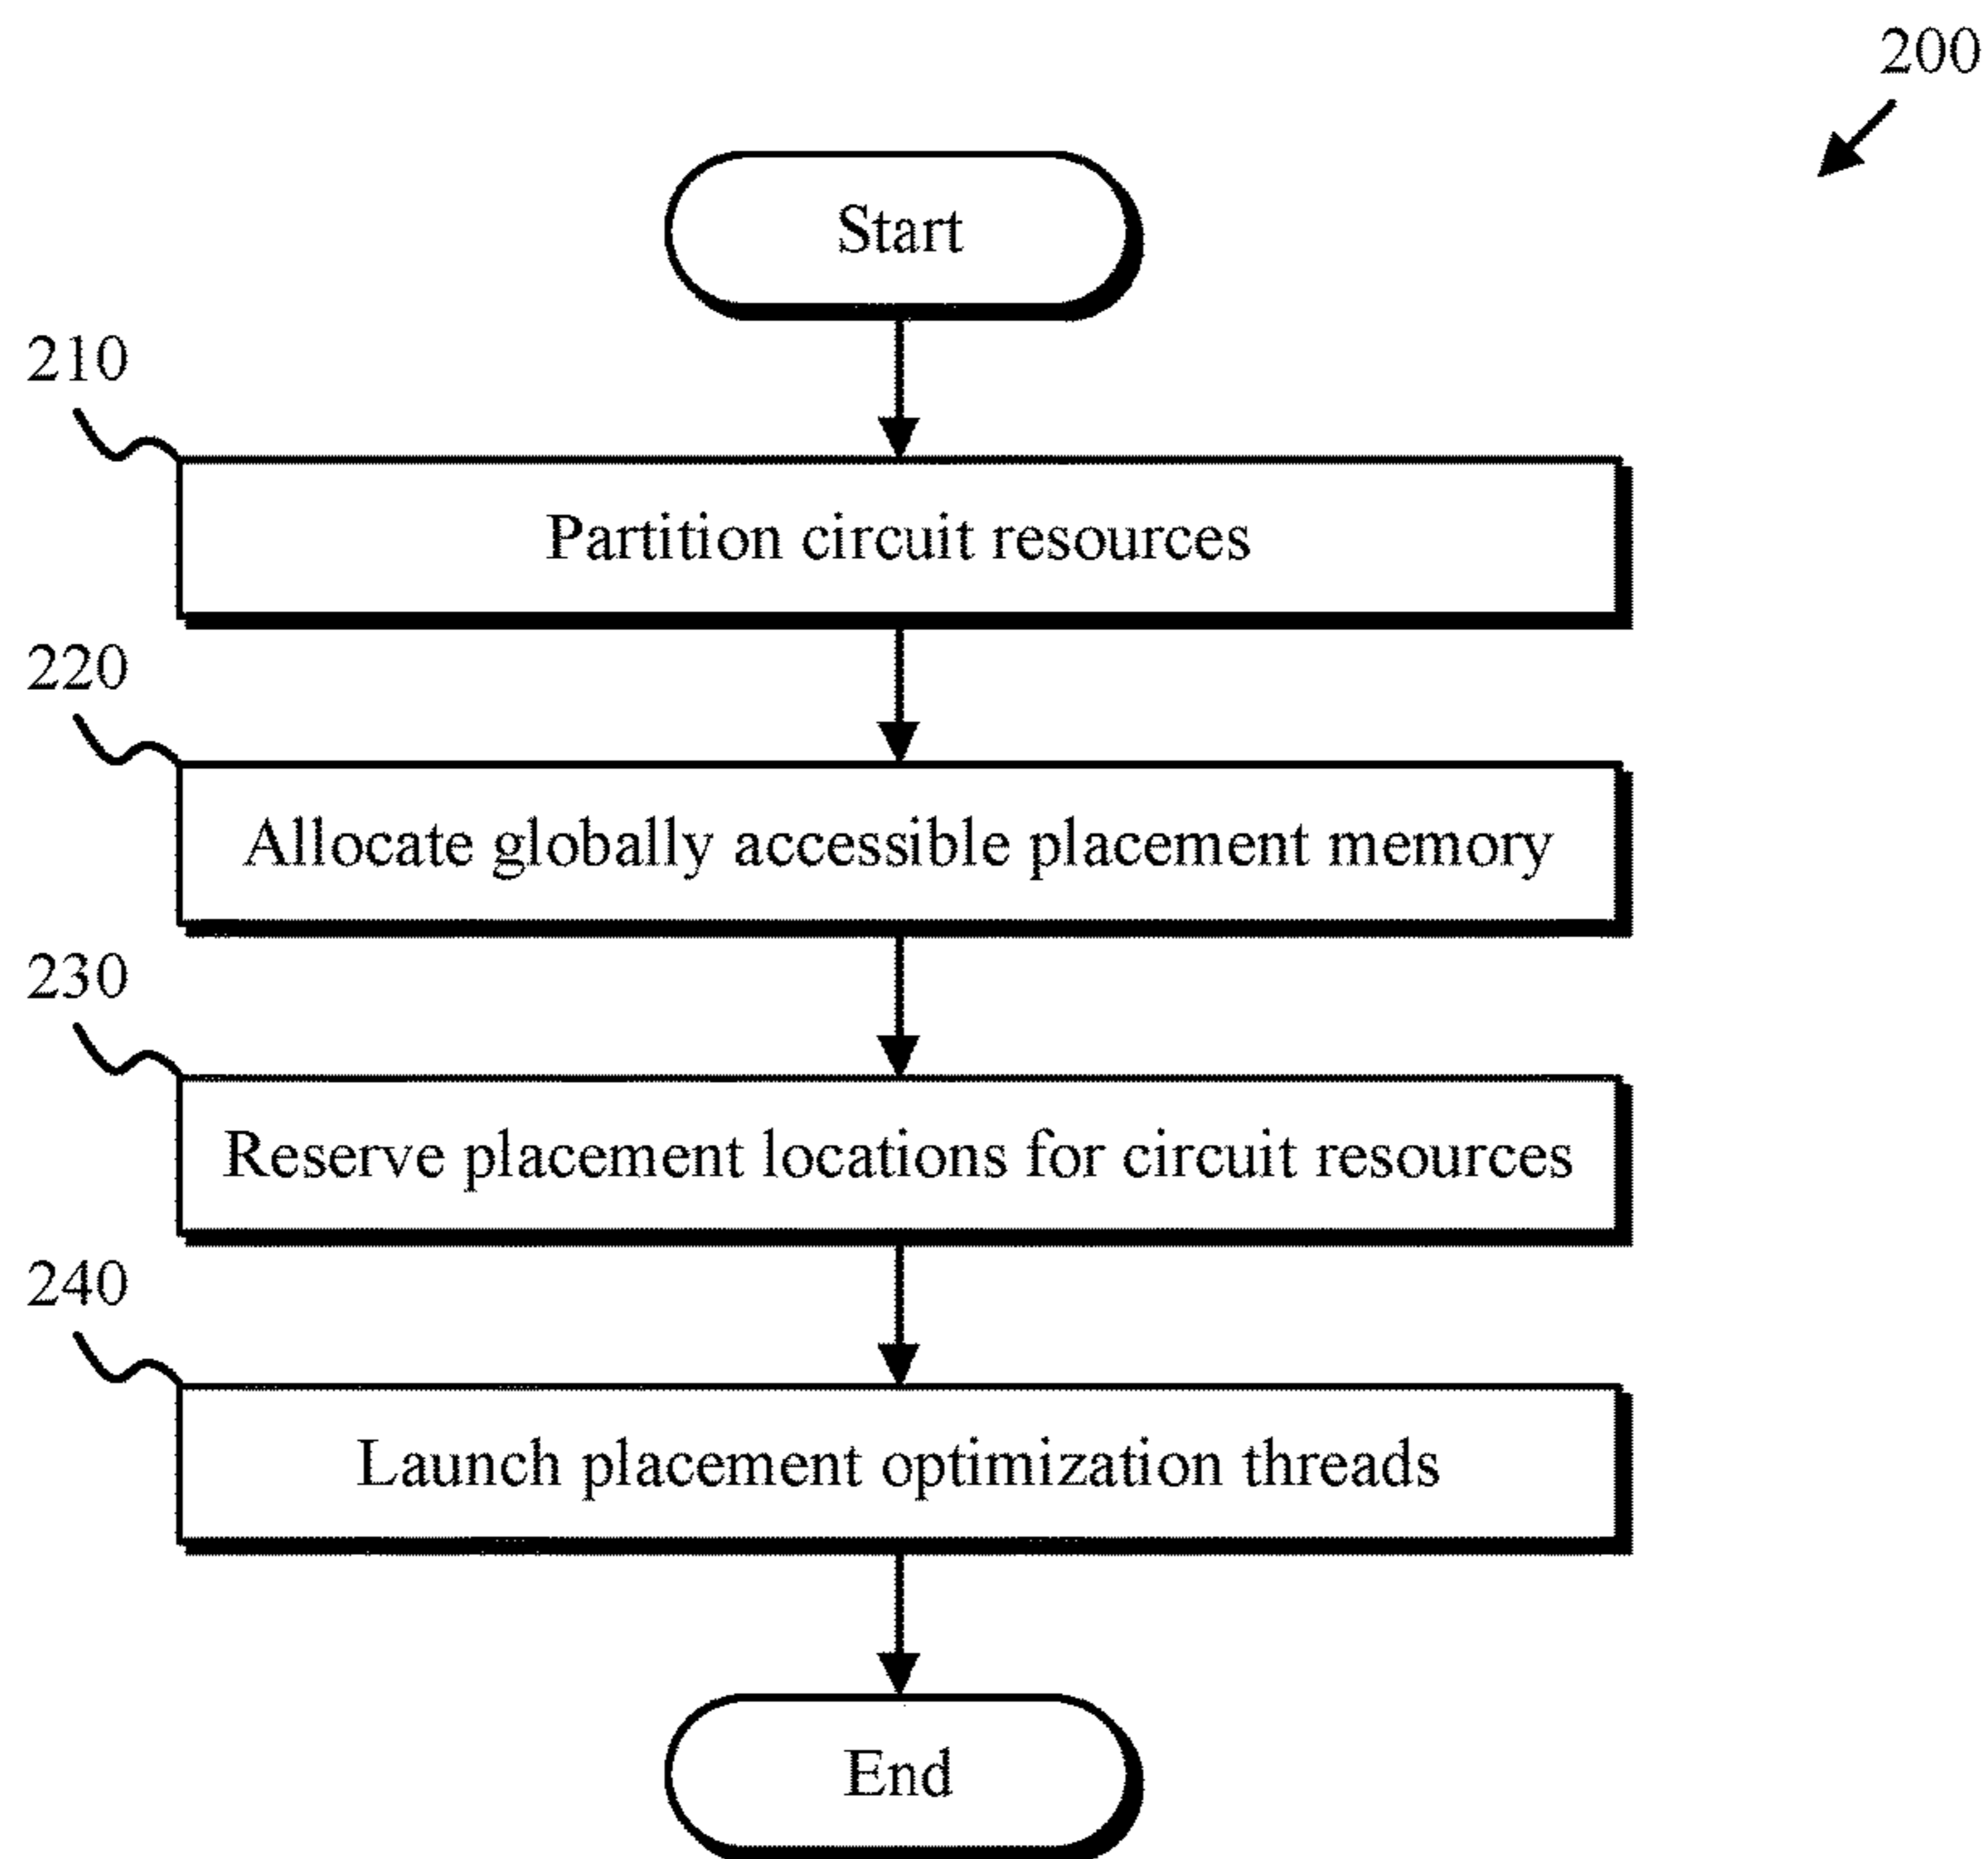 200
Start
210
Partition circuit resources
220
Allocate globally accessible placement memory
230
Reserve placement locations for circuit resources
240
Launch placement optimization threads
End